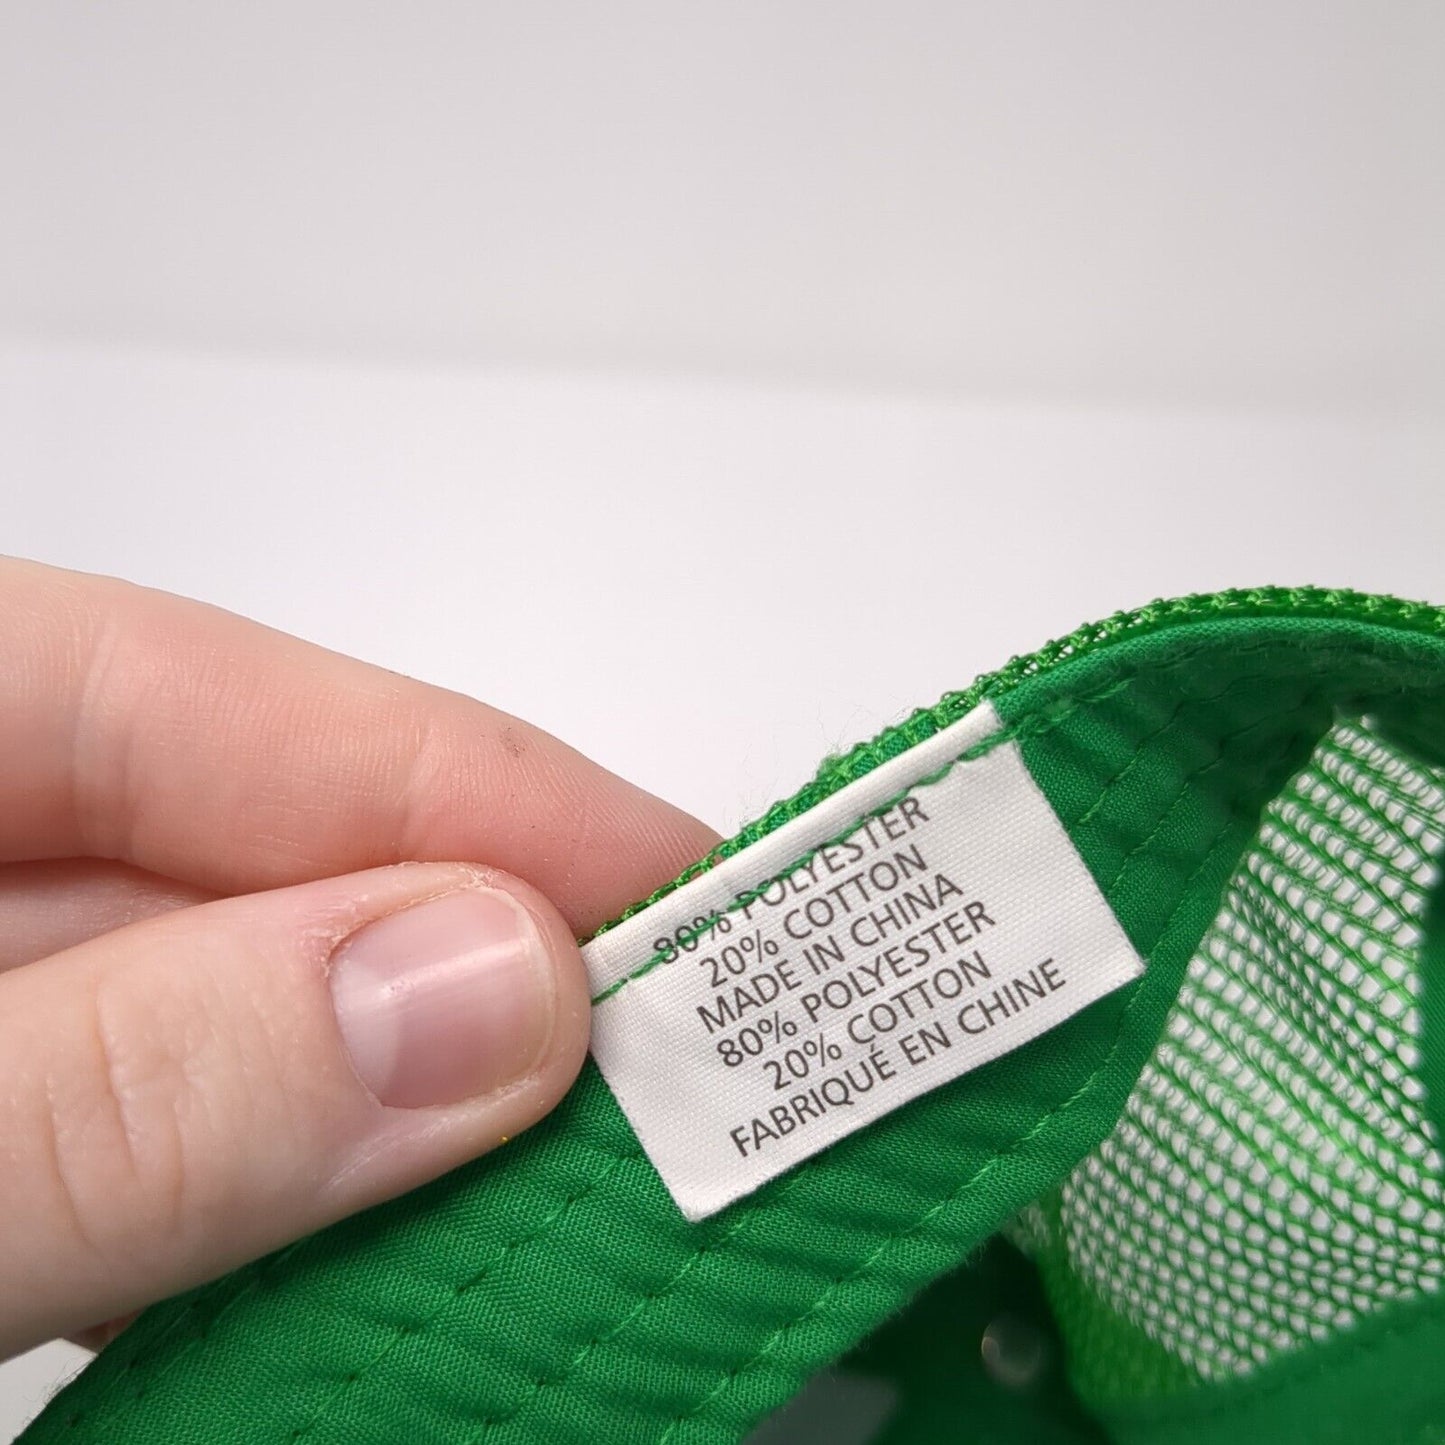 80% POLYESTER
20% COTTON
MADE IN CHINA
80% POLYESTER
20% COTTON
FABRIQUÉ EN CHINE